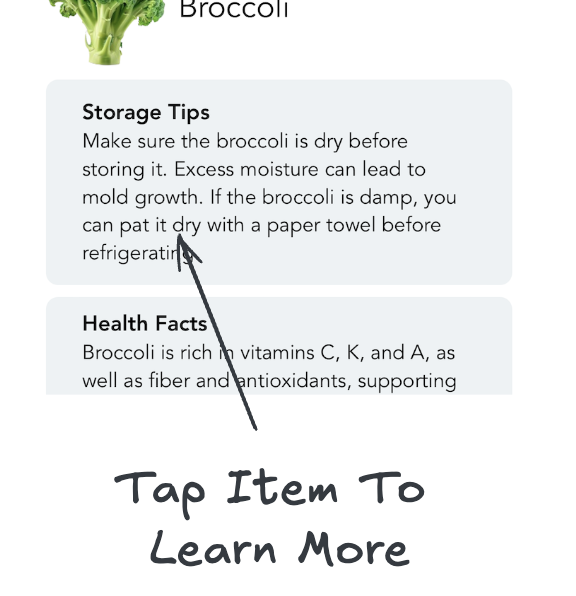 Broccoli
Storage Tips
Make sure the broccoli is dry before
storing it. Excess moisture can lead to
mold growth. If the broccoli is damp, you
can pat it dry with a paper towel before
refrigerating.
Health Facts
Broccoli is rich in vitamins C, K, and A, as
well as fiber and antioxidants, supporting
Tap Item To
Learn More